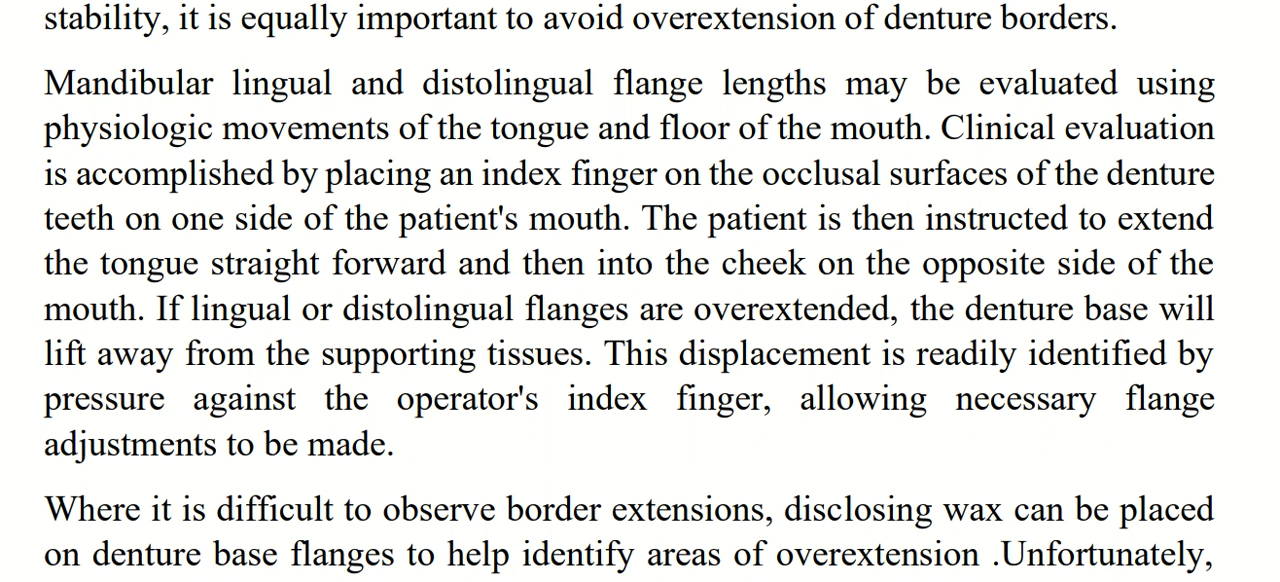 stability, it is equally important to avoid overextension of denture borders.
Mandibular lingual and distolingual flange lengths may be evaluated using
physiologic movements of the tongue and floor of the mouth. Clinical evaluation
is accomplished by placing an index finger on the occlusal surfaces of the denture
teeth on one side of the patient's mouth. The patient is then instructed to extend
the tongue straight forward and then into the cheek on the opposite side of the
mouth. If lingual or distolingual flanges are overextended, the denture base will
lift away from the supporting tissues. This displacement is readily identified by
pressure against the operator's index finger, allowing necessary flange
adjustments to be made.
Where it is difficult to observe border extensions, disclosing wax can be placed
on denture base flanges to help identify areas of overextension .Unfortunately,